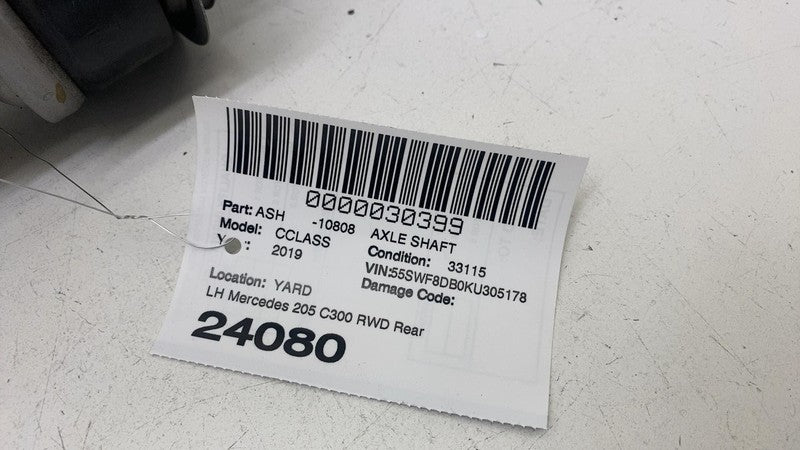 0000030399
Part: ASH -10808 AXLE SHAFT
Model: CCLASS Condition: 33115
2019 VIN:55SWF8DB0KU305178
Location: YARD Damage Code:
LH Mercedes 205 C300 RWD Rear
24080